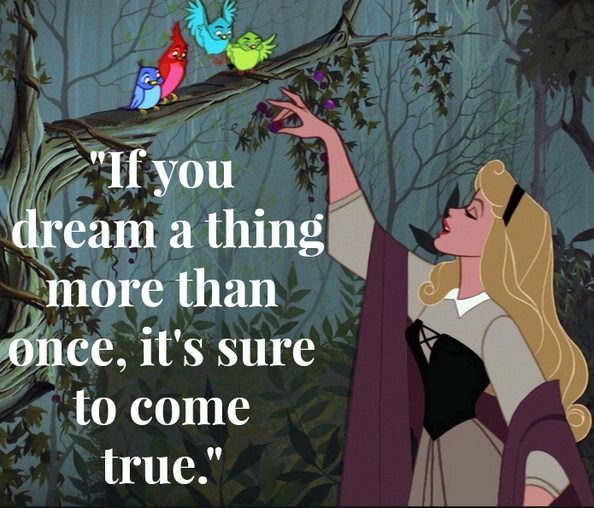 "If you
dream a thing
more than
once, it's sure
to come
true."